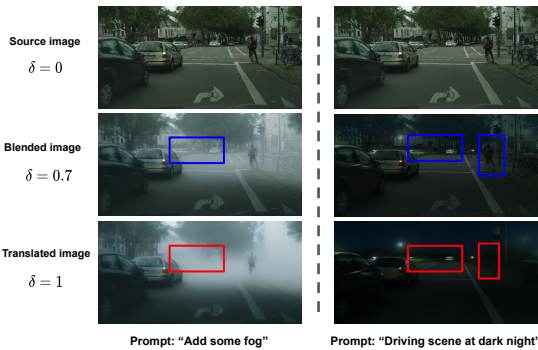 Source image
δ = 0
Blended image
δ = 0.7
Translated image
δ = 1
Prompt: “Add some fog”
Prompt: “Driving scene at dark night’